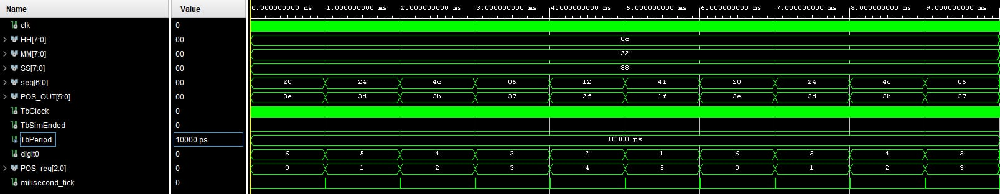 Name Value 0.000000000 ms 1.000000000 ms 2.000000000 ms 3.000000000 ms 4.000000000 ms 5.000000000 ms 6.000000000 ms 7.000000000 ms 8.000000000 ms 9.000000000 ms
clk 0
HH[7:0] 00 0c
MM[7:0] 00 22
SS[7:0] 00 38
seg[6:0] 00 20 24 4c 06 12 4f 20 24 4c 06
POS_OUT[5:0] 00 3e 3d 3b 37 2f 1f 3e 3d 3b 37
TbClock 0
TbSimEnded 0
TbPeriod 10000 ps 10000 ps
digit0 0 6 5 4 3 2 1 6 5 4 3
POS_reg[2:0] 0 0 1 2 3 4 5 0 1 2 3
milisecond_tick 0